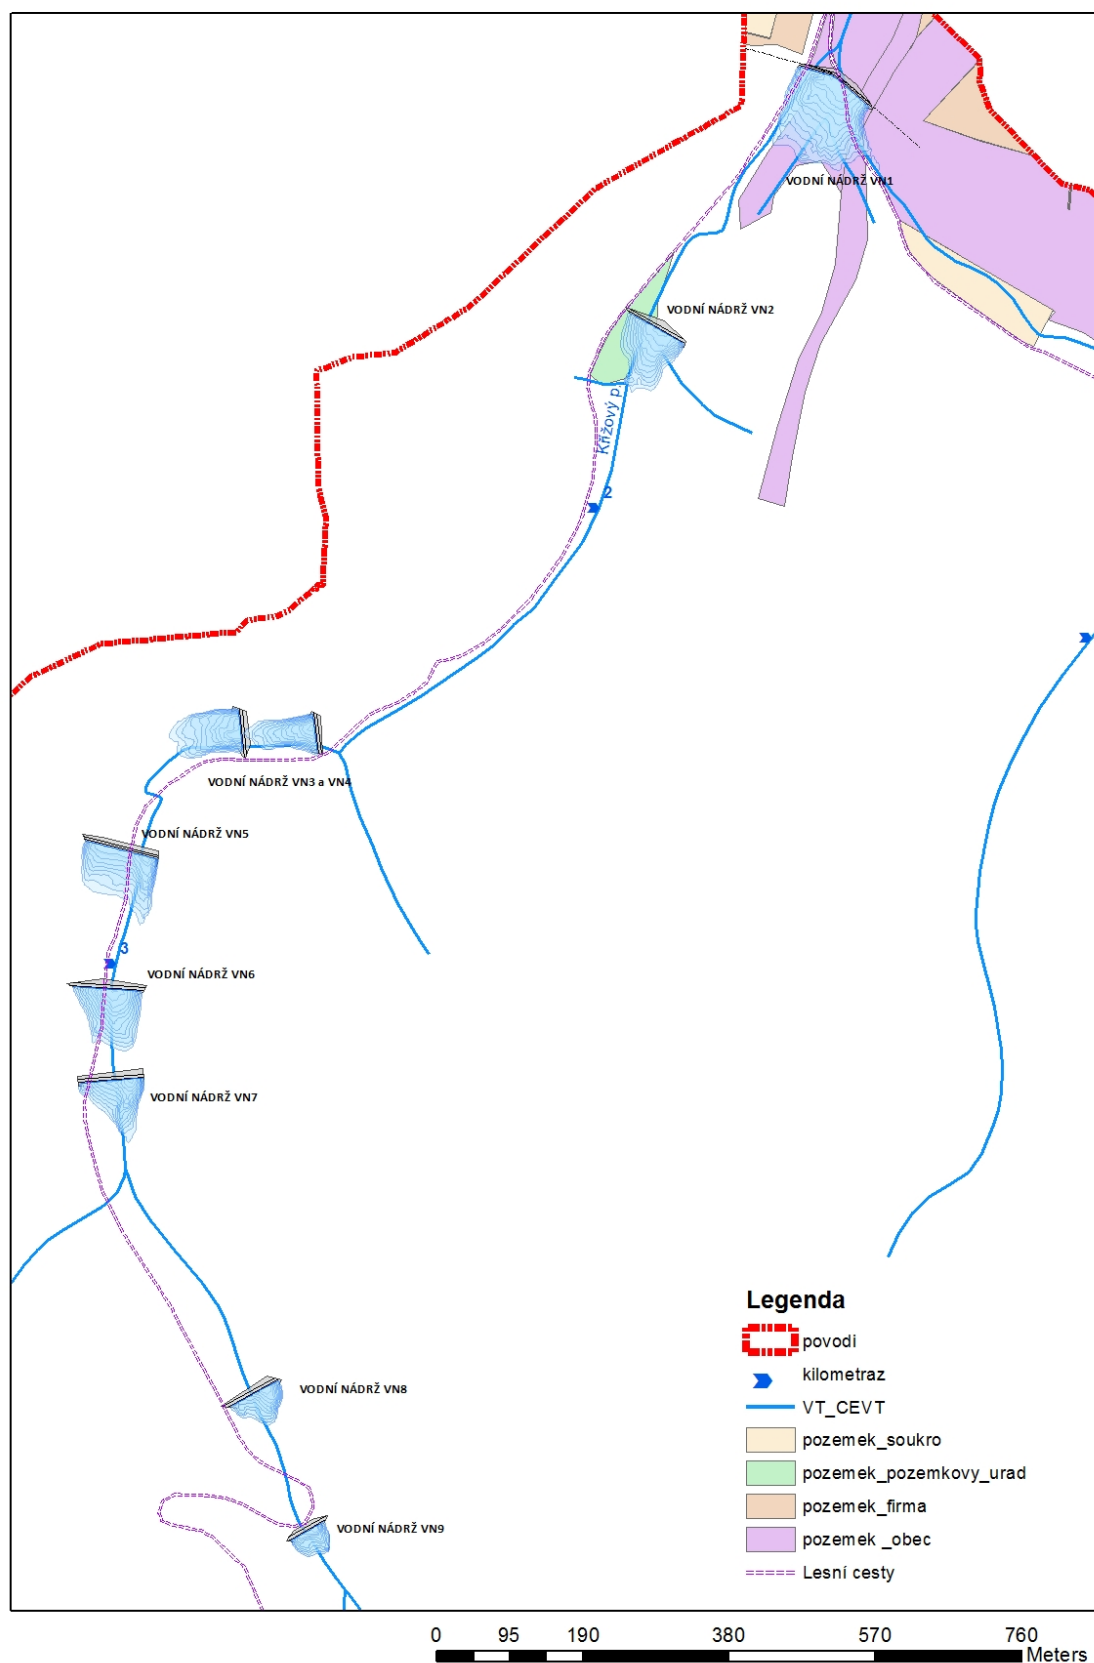 VODNÍ NÁDRŽ VN1
VODNÍ NÁDRŽ VN2
Křížový p.
2
VODNÍ NÁDRŽ VN3 a VN4
VODNÍ NÁDRŽ VN5
3
VODNÍ NÁDRŽ VN6
VODNÍ NÁDRŽ VN7
VODNÍ NÁDRŽ VN8
VODNÍ NÁDRŽ VN9
Legenda
povodi
kilometraz
VT_CEVT
pozemek_soukro
pozemek_pozemkovy_urad
pozemek_firma
pozemek _obec
Lesní cesty
0 95 190 380 570 760
Meters